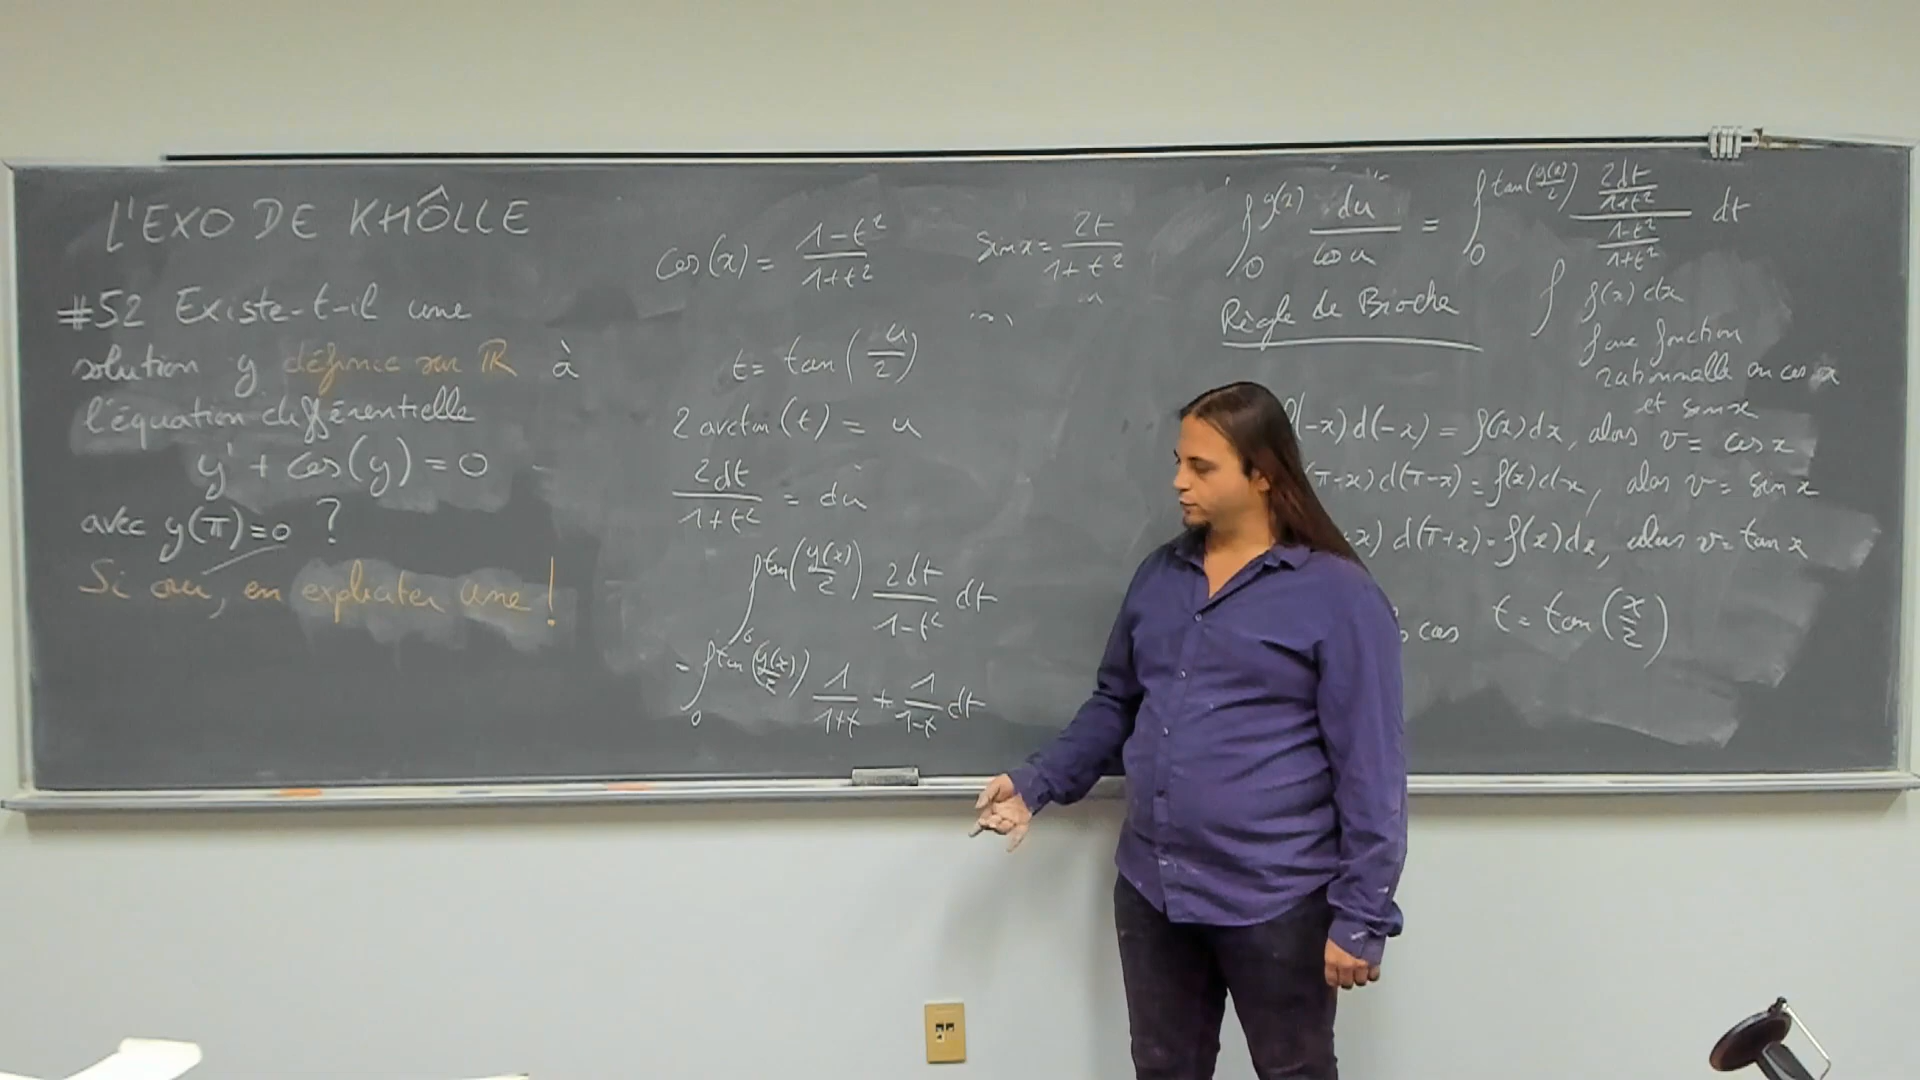 L'EXO DE KHÔLLE
#52 Existe-t-il une
solution y définie sur ℝ à
l'équation différentielle
y' + cos(y) = 0
avec y(π)=0 ?
Si oui, en expliciter une !
cos(x) = (1-t²)/(1+t²)
sin x = 2t/(1+t²)
t = tan(u/2)
2 arctan(t) = u
2dt/(1+t²) = du
∫₀^{tan(y(x)/2)} 2dt/(1-t²) dt
= ∫₀^{tan(y(x)/2)} 1/(1+t) + 1/(1-t) dt
∫₀^{y(x)} du/cos u = ∫₀^{tan(y(x)/2)} (2dt/(1+t²))/((1-t²)/(1+t²)) dt
Règle de Bioche
∫ f(x) dx
f une fonction
rationnelle en cos x
et sin x
(-x) d(-x) = f(x) dx, alors v = cos x
(π-x) d(π-x) = f(x) dx, alors v = sin x
x) d(π+x) = f(x) dx, alors v = tan x
cas t = tan(x/2)